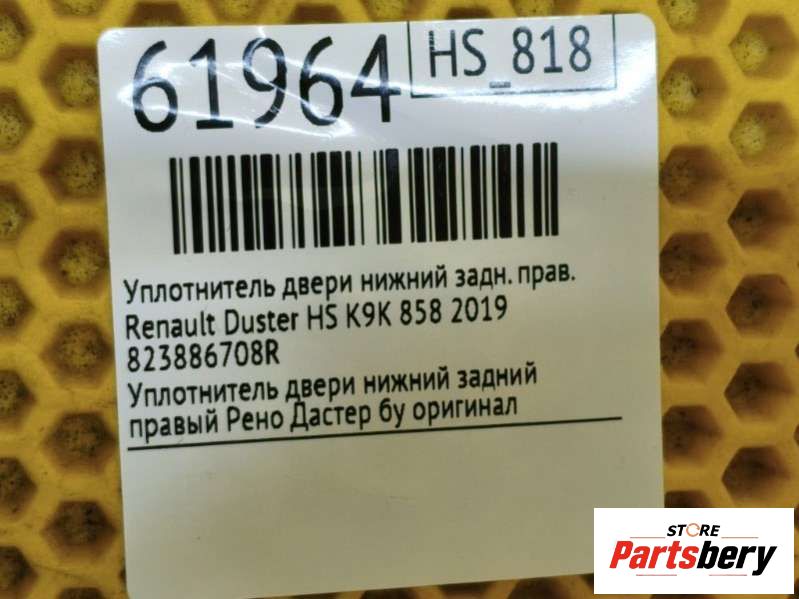 61964 HS_818
Уплотнитель двери нижний задн. прав.
Renault Duster HS K9K 858 2019
823886708R
Уплотнитель двери нижний задний
правый Рено Дастер бу оригинал
STORE
Partsbery